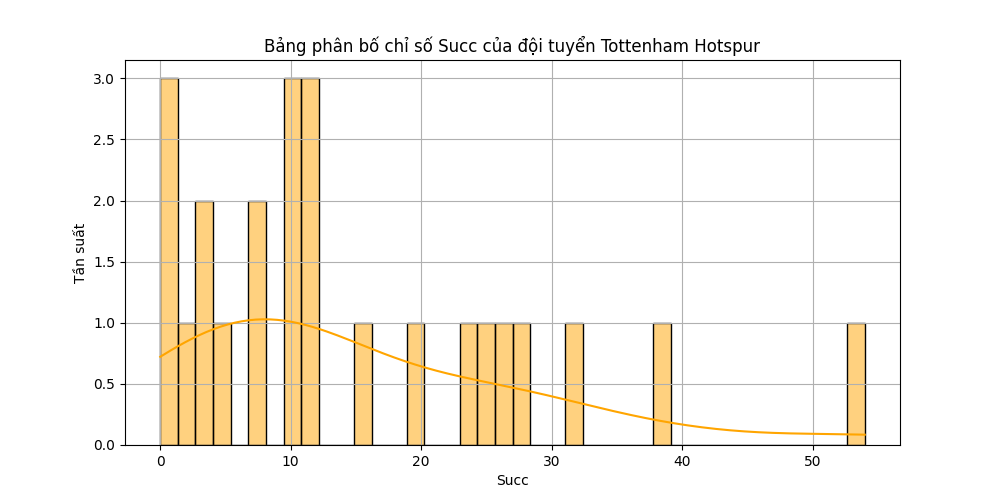 Bảng phân bố chỉ số Succ của đội tuyển Tottenham Hotspur
Tần suất
3.0
2.5
2.0
1.5
1.0
0.5
0.0
0 10 20 30 40 50
Succ